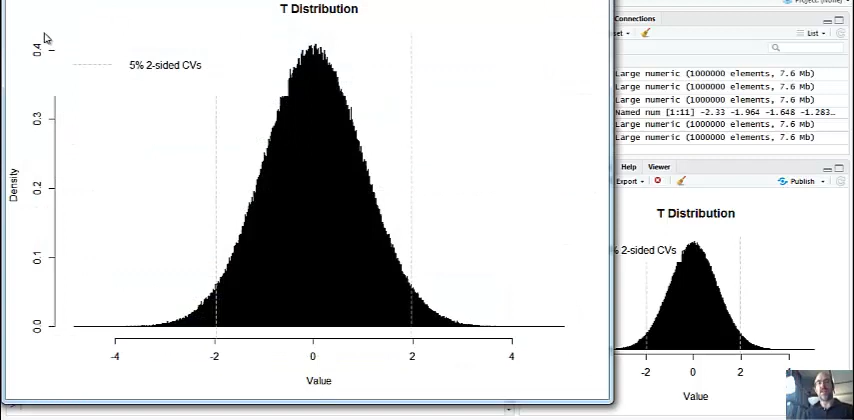 T Distribution
5% 2-sided CVs
Density
0.4
0.3
0.2
0.1
0.0
-4 -2 0 2 4
Value
Project: (None)
Connections
List
Large numeric (1000000 elements, 7.6 Mb)
Large numeric (1000000 elements, 7.6 Mb)
Large numeric (1000000 elements, 7.6 Mb)
Named num [1:11] -2.33 -1.964 -1.648 -1.283…
Large numeric (1000000 elements, 7.6 Mb)
Large numeric (1000000 elements, 7.6 Mb)
Help Viewer
Export Publish
T Distribution
% 2-sided CVs
-2 0 2 4
Value